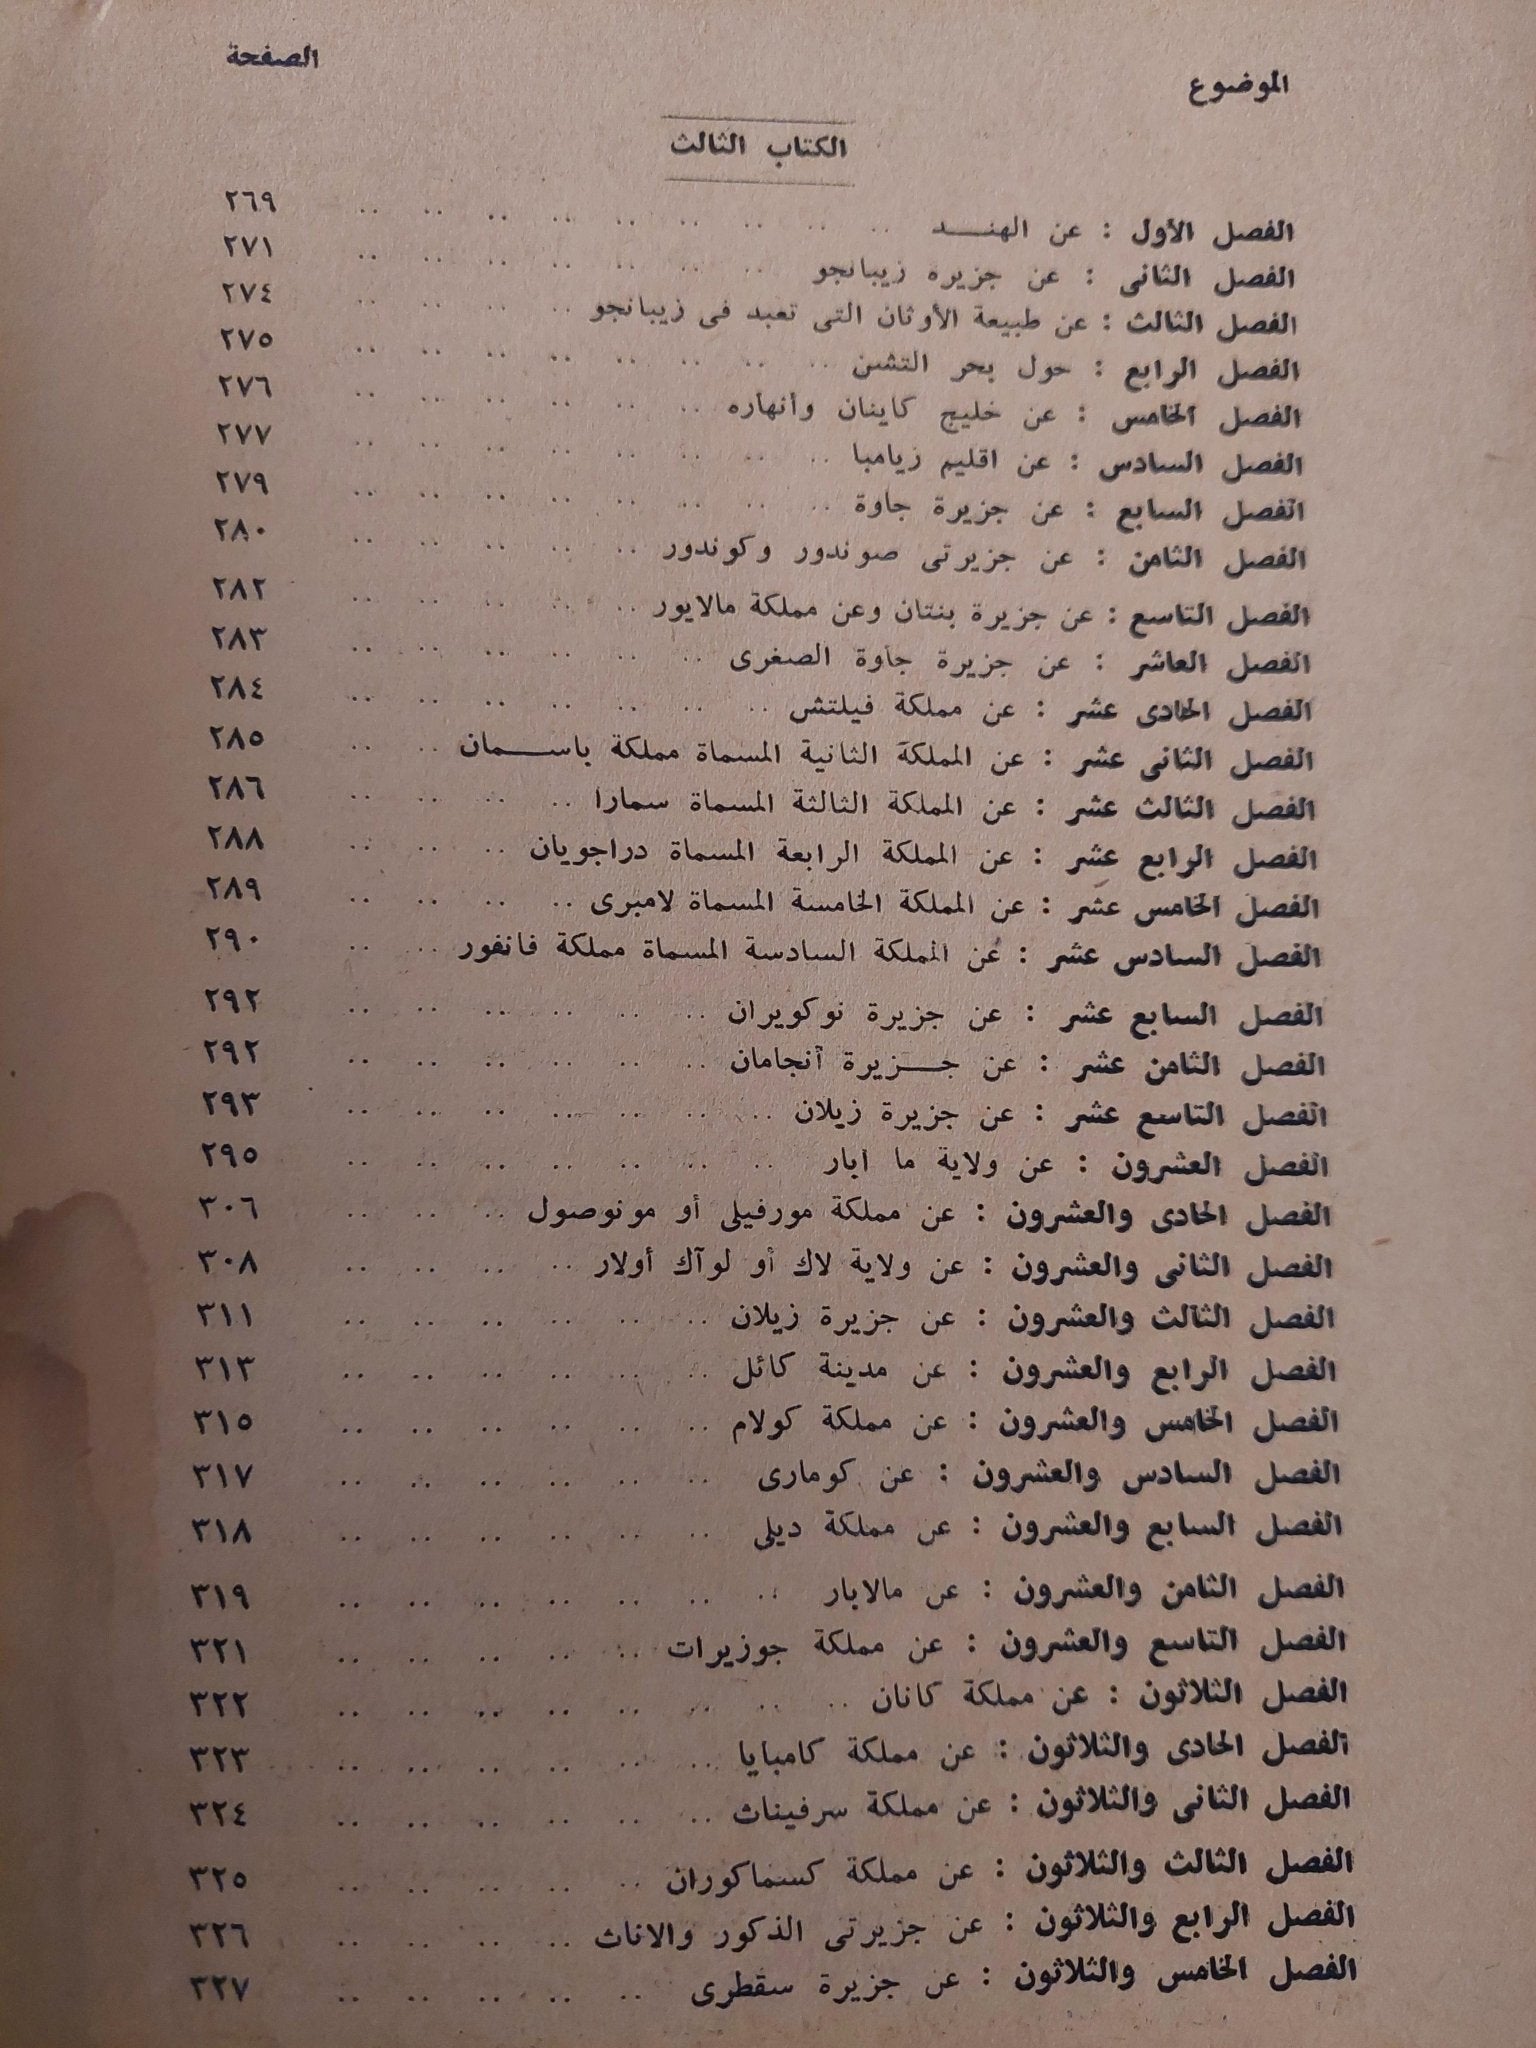 الموضوع الصفحة
الكتاب الثالث
الفصل الأول : عن الهنـــد .. .. .. .. .. .. .. .. .. ٢٦٩
الفصل الثانى : عن جزيرة زيبانجو .. .. .. .. .. .. .. ٢٧١
الفصل الثالث : عن طبيعة الأوثان التى تعبد فى زيبانجو .. .. .. .. ٢٧٤
الفصل الرابع : حول بحر التشن .. .. .. .. .. .. .. .. ٢٧٥
الفصل الخامس : عن خليج كاينان وأنهاره .. .. .. .. .. .. ٢٧٦
الفصل السادس : عن اقليم زيامبا .. .. .. .. .. .. .. .. ٢٧٧
الفصل السابع : عن جزيرة جاوة .. .. .. .. .. .. .. .. ٢٧٩
الفصل الثامن : عن جزيرتى صوندور وكوندور .. .. .. .. .. ٢٨٠
الفصل التاسع : عن جزيرة بنتان وعن مملكة مالايور .. .. .. .. .. ٢٨٢
الفصل العاشر : عن جزيرة جاوة الصغرى .. .. .. .. .. .. ٢٨٣
الفصل الحادى عشر : عن مملكة فيلتش .. .. .. .. .. .. .. ٢٨٤
الفصل الثانى عشر : عن المملكة الثانية المسماة مملكة باســـمان .. .. ٢٨٥
الفصل الثالث عشر : عن المملكة الثالثة المسماة سمارا .. .. .. .. ٢٨٦
الفصل الرابع عشر : عن المملكة الرابعة المسماة دراجويان .. .. .. ٢٨٨
الفصل الخامس عشر : عن المملكة الخامسة المسماة لامبرى .. .. .. .. ٢٨٩
الفصل السادس عشر : عن المملكة السادسة المسماة مملكة فانفور .. .. ٢٩٠
الفصل السابع عشر : عن جزيرة نوكويران .. .. .. .. .. .. ٢٩٢
الفصل الثامن عشر : عن جـــزيرة أنجامان .. .. .. .. .. .. ٢٩٢
الفصل التاسع عشر : عن جزيرة زيلان .. .. .. .. .. .. .. ٢٩٣
الفصل العشرون : عن ولاية ما ابار .. .. .. .. .. .. .. ٢٩٥
الفصل الحادى والعشرون : عن مملكة مورفيلى أو مونوصول .. .. .. ٣٠٦
الفصل الثانى والعشرون : عن ولاية لاك أو لوآك أولار .. .. .. .. ٣٠٨
الفصل الثالث والعشرون : عن جزيرة زيلان .. .. .. .. .. .. ٣١١
الفصل الرابع والعشرون : عن مدينة كائل .. .. .. .. .. .. ٣١٣
الفصل الخامس والعشرون : عن مملكة كولام .. .. .. .. .. .. ٣١٥
الفصل السادس والعشرون : عن كومارى .. .. .. .. .. .. ٣١٧
الفصل السابع والعشرون : عن مملكة ديلى .. .. .. .. .. .. ٣١٨
الفصل الثامن والعشرون : عن مالابار .. .. .. .. .. .. .. ٣١٩
الفصل التاسع والعشرون : عن مملكة جوزيرات .. .. .. .. .. ٣٢١
الفصل الثلاثون : عن مملكة كانان .. .. .. .. .. .. .. .. ٣٢٢
الفصل الحادى والثلاثون : عن مملكة كامبايا .. .. .. .. .. .. ٣٢٣
الفصل الثانى والثلاثون : عن مملكة سرفيناث .. .. .. .. .. .. ٣٢٤
الفصل الثالث والثلاثون : عن مملكة كسماكوران .. .. .. .. .. ٣٢٥
الفصل الرابع والثلاثون : عن جزيرتى الذكور والاناث .. .. .. .. ٣٢٦
الفصل الخامس والثلاثون : عن جزيرة سقطرى .. .. .. .. .. ٣٢٧